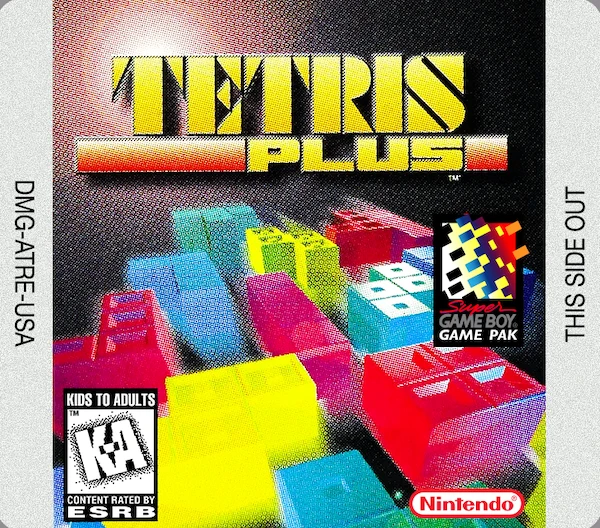 TETRIS
PLUS
TM
DMG-ATRE-USA
THIS SIDE OUT
Super
GAME BOY®
GAME PAK
KIDS TO ADULTS
TM
KA
CONTENT RATED BY
ESRB
Nintendo®